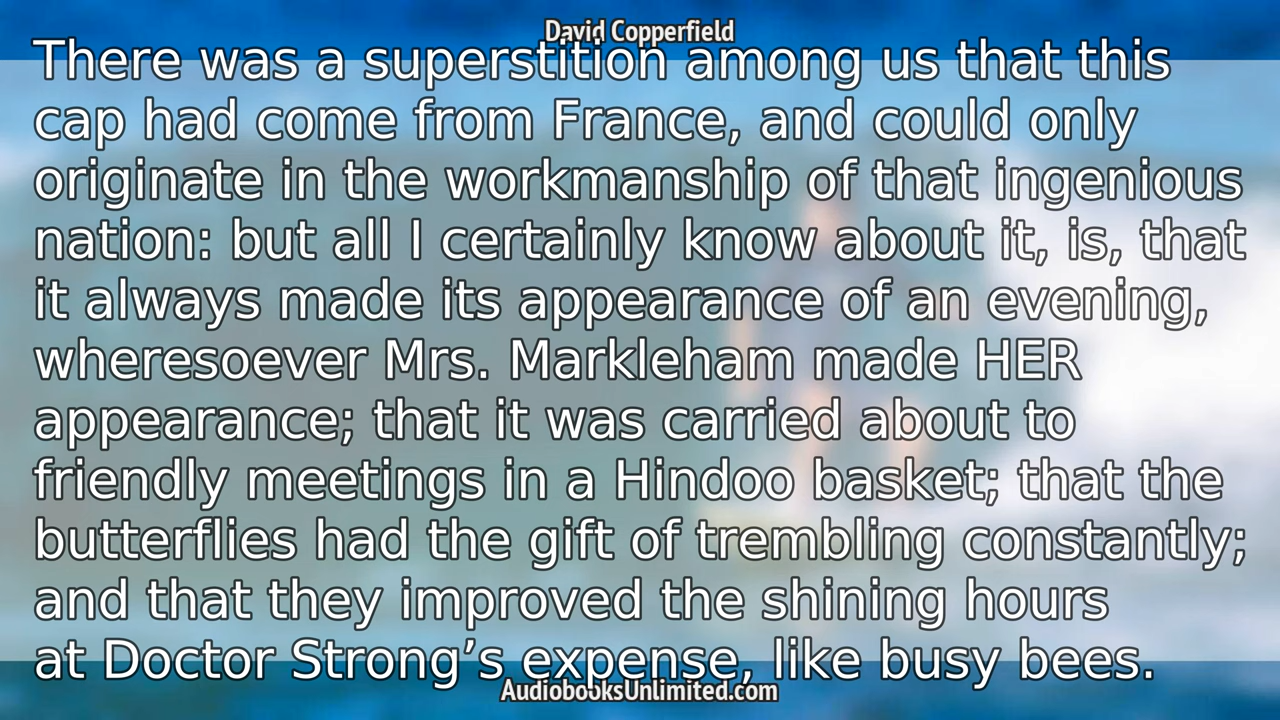 David Copperfield
There was a superstition among us that this
cap had come from France, and could only
originate in the workmanship of that ingenious
nation: but all I certainly know about it, is, that
it always made its appearance of an evening,
wheresoever Mrs. Markleham made HER
appearance; that it was carried about to
friendly meetings in a Hindoo basket; that the
butterflies had the gift of trembling constantly;
and that they improved the shining hours
at Doctor Strong’s expense, like busy bees.
AudiobooksUnlimited.com